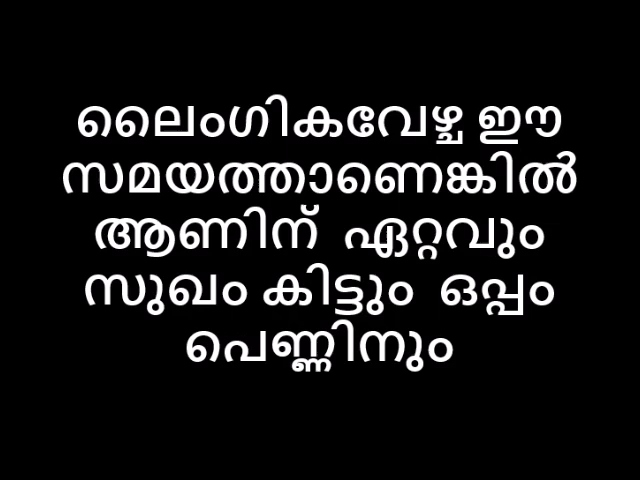 ലൈംഗികവേഴ്ച ഈ
സമയത്താണെങ്കിൽ
ആണിന് ഏറ്റവും
സുഖം കിട്ടും ഒപ്പം
പെണ്ണിനും